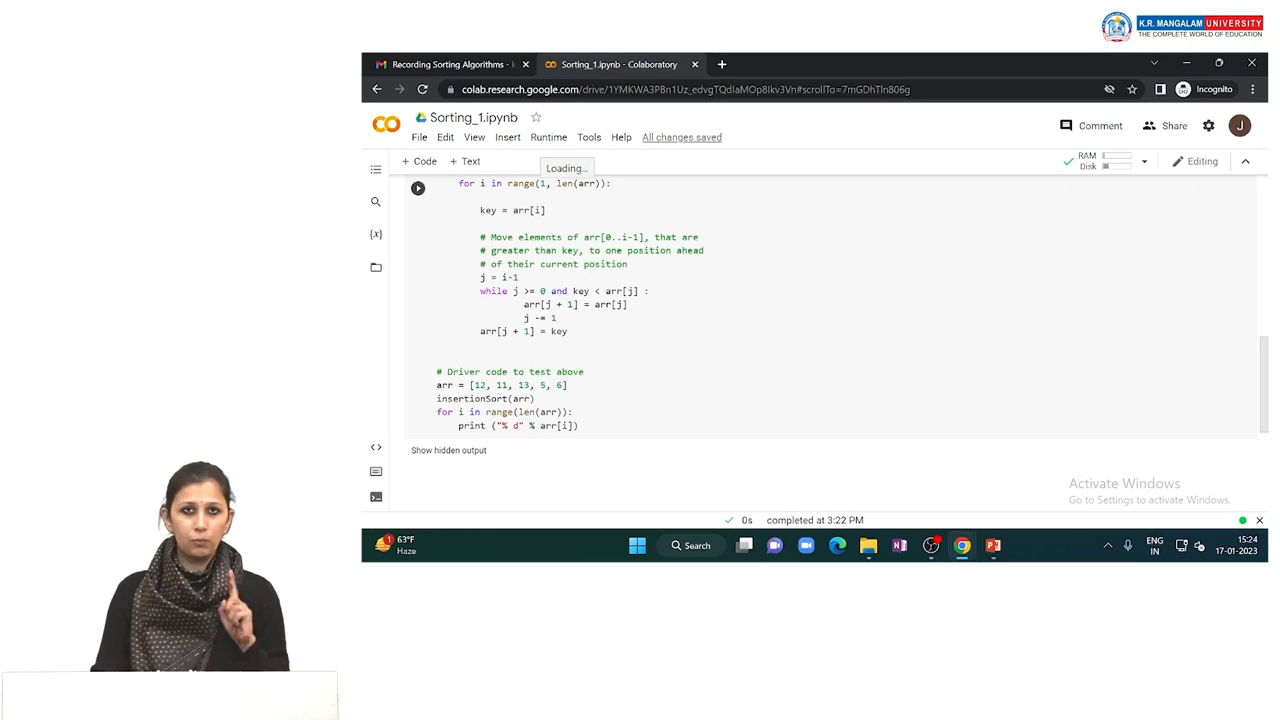 K.R. MANGALAM UNIVERSITY
THE COMPLETE WORLD OF EDUCATION
Recording Sorting Algorithms -
Sorting_1.ipynb - Colaboratory
colab.research.google.com/drive/1YMKWA3PBn1Uz_edvgTQdlaMOp8lkv3Vn#scrollTo=7mGDhTln806g
Incognito
Sorting_1.ipynb
Comment
Share
J
File Edit View Insert Runtime Tools Help All changes saved
+ Code + Text
Loading...
RAM
Disk
Editing
for i in range(1, len(arr)):
key = arr[i]
# Move elements of arr[0..i-1], that are
# greater than key, to one position ahead
# of their current position
j = i-1
while j >= 0 and key < arr[j] :
arr[j + 1] = arr[j]
j -= 1
arr[j + 1] = key
# Driver code to test above
arr = [12, 11, 13, 5, 6]
insertionSort(arr)
for i in range(len(arr)):
print ("% d" % arr[i])
Show hidden output
Activate Windows
Go to Settings to activate Windows.
0s completed at 3:22 PM
1
63°F
Haze
Search
ENG
IN
15:24
17-01-2023